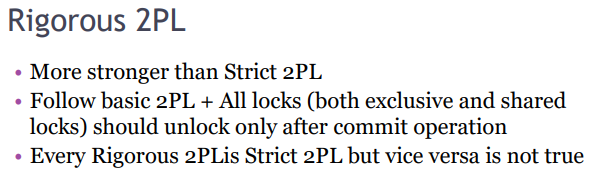 Rigorous 2PL
• More stronger than Strict 2PL
• Follow basic 2PL + All locks (both exclusive and shared
locks) should unlock only after commit operation
• Every Rigorous 2PLis Strict 2PL but vice versa is not true